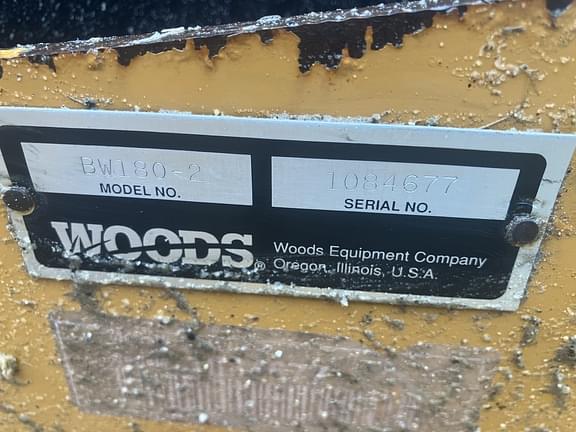 BW180-2 1084677
MODEL NO. SERIAL NO.
WOODS® Woods Equipment Company
Oregon, Illinois, U.S.A.